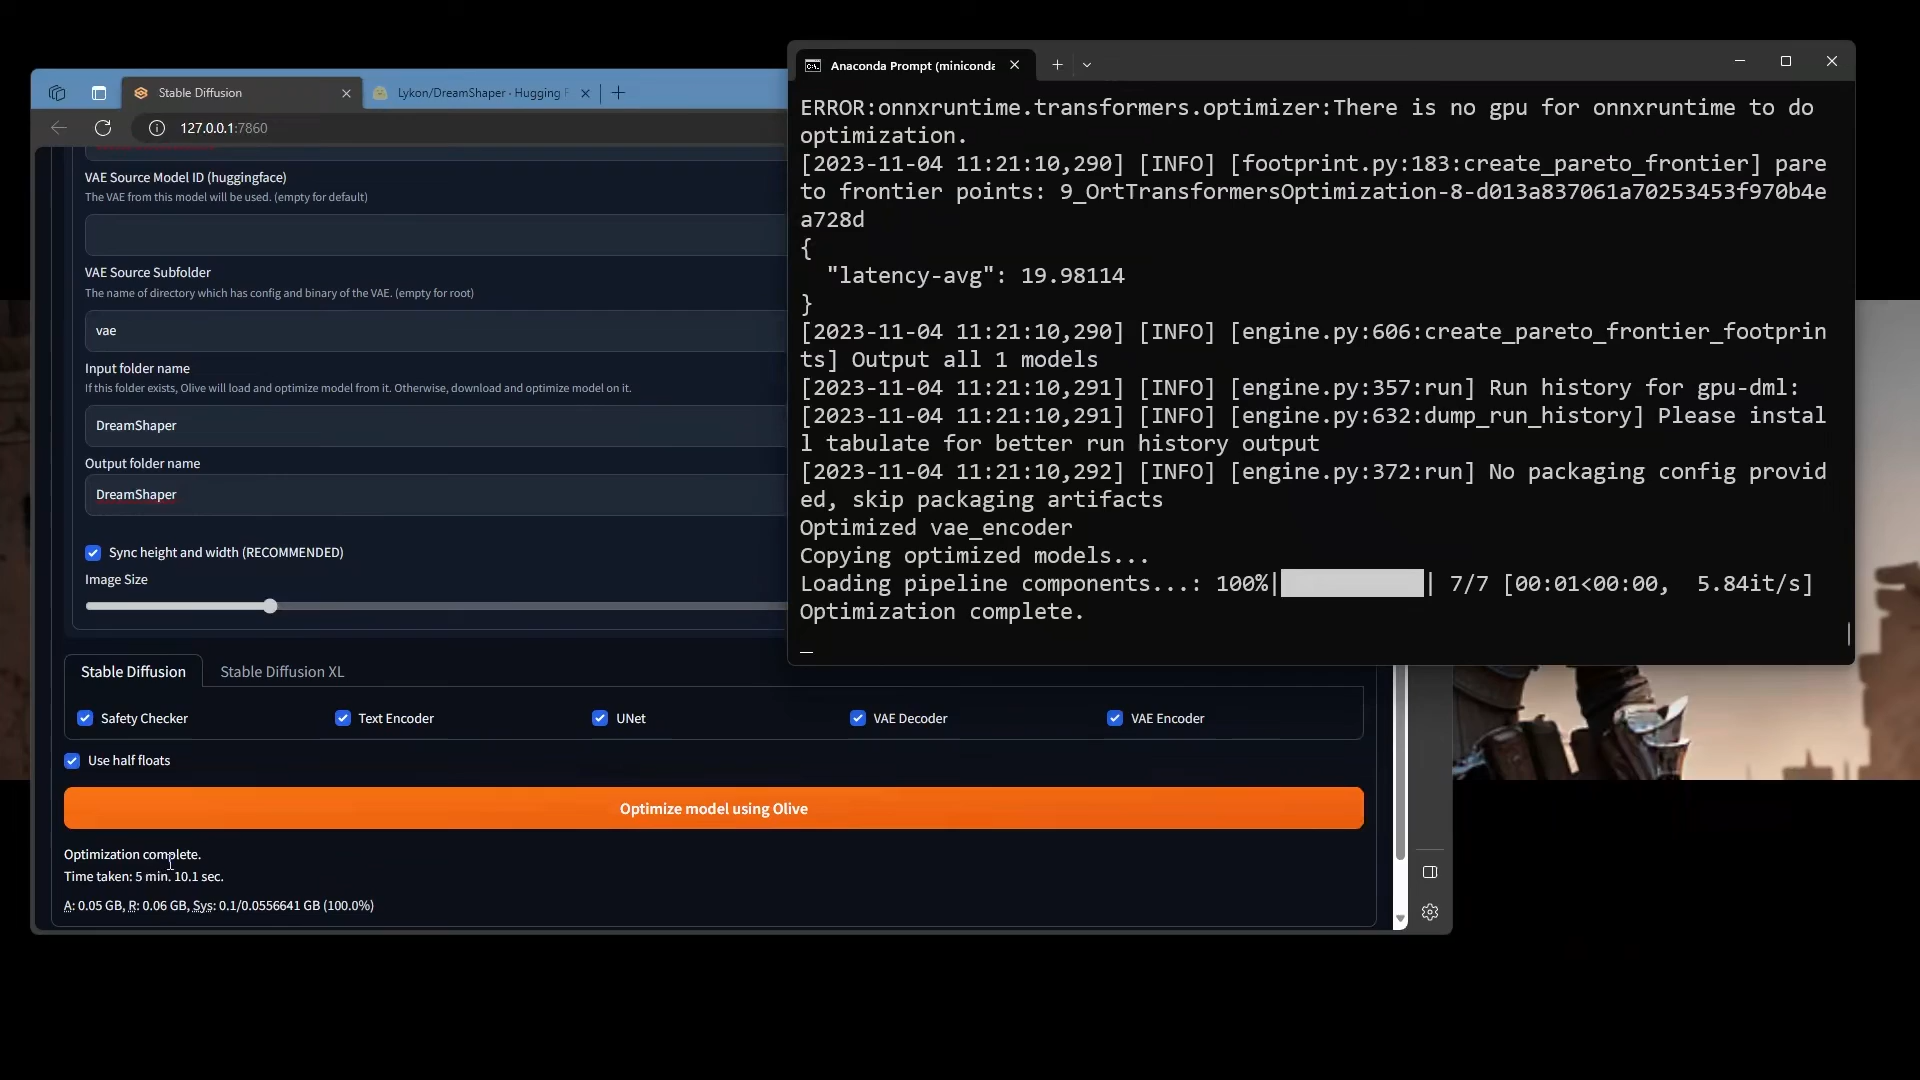 Stable Diffusion
Lykon/DreamShaper · Hugging F
127.0.0.1:7860
VAE Source Model ID (huggingface)
The VAE from this model will be used. (empty for default)
VAE Source Subfolder
The name of directory which has config and binary of the VAE. (empty for root)
vae
Input folder name
If this folder exists, Olive will load and optimize model from it. Otherwise, download and optimize model on it.
DreamShaper
Output folder name
DreamShaper
Sync height and width (RECOMMENDED)
Image Size
Stable Diffusion
Stable Diffusion XL
Safety Checker
Text Encoder
UNet
VAE Decoder
VAE Encoder
Use half floats
Optimize model using Olive
Optimization complete.
Time taken: 5 min. 10.1 sec.
A: 0.05 GB, R: 0.06 GB, Sys: 0.1/0.0556641 GB (100.0%)
Anaconda Prompt (miniconda
ERROR:onnxruntime.transformers.optimizer:There is no gpu for onnxruntime to do
optimization.
[2023-11-04 11:21:10,290] [INFO] [footprint.py:183:create_pareto_frontier] pare
to frontier points: 9_OrtTransformersOptimization-8-d013a837061a70253453f970b4e
a728d
{
"latency-avg": 19.98114
}
[2023-11-04 11:21:10,290] [INFO] [engine.py:606:create_pareto_frontier_footprin
ts] Output all 1 models
[2023-11-04 11:21:10,291] [INFO] [engine.py:357:run] Run history for gpu-dml:
[2023-11-04 11:21:10,291] [INFO] [engine.py:632:dump_run_history] Please instal
l tabulate for better run history output
[2023-11-04 11:21:10,292] [INFO] [engine.py:372:run] No packaging config provid
ed, skip packaging artifacts
Optimized vae_encoder
Copying optimized models...
Loading pipeline components...: 100%|██████████| 7/7 [00:01<00:00,  5.84it/s]
Optimization complete.